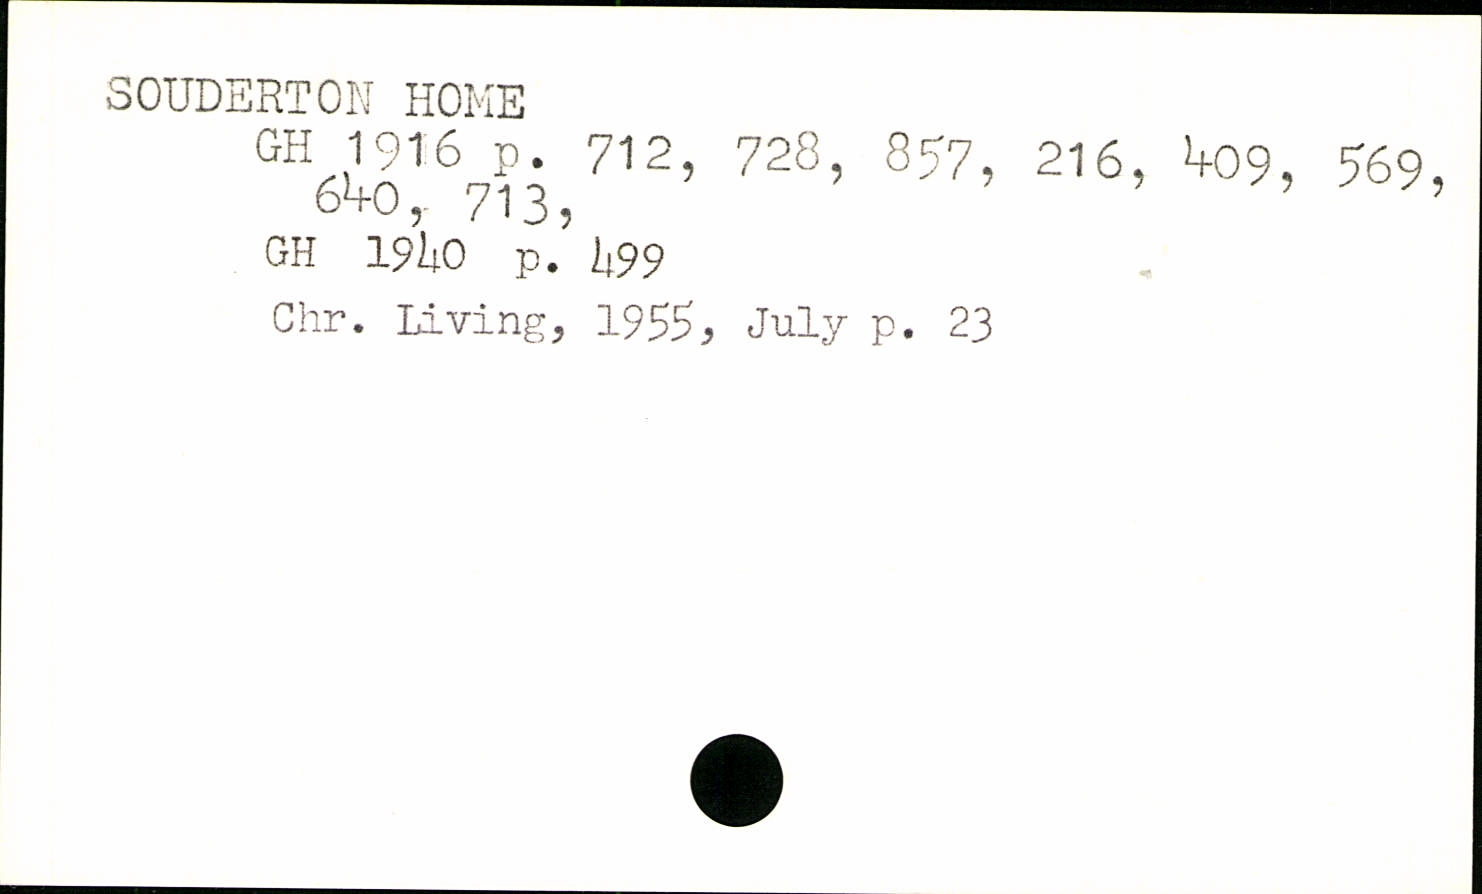 SOUDERTON HOME
GH 1916 p. 712, 728, 857, 216, 409, 569,
640, 713,
GH 1940 p. 499
Chr. Living, 1955, July p. 23